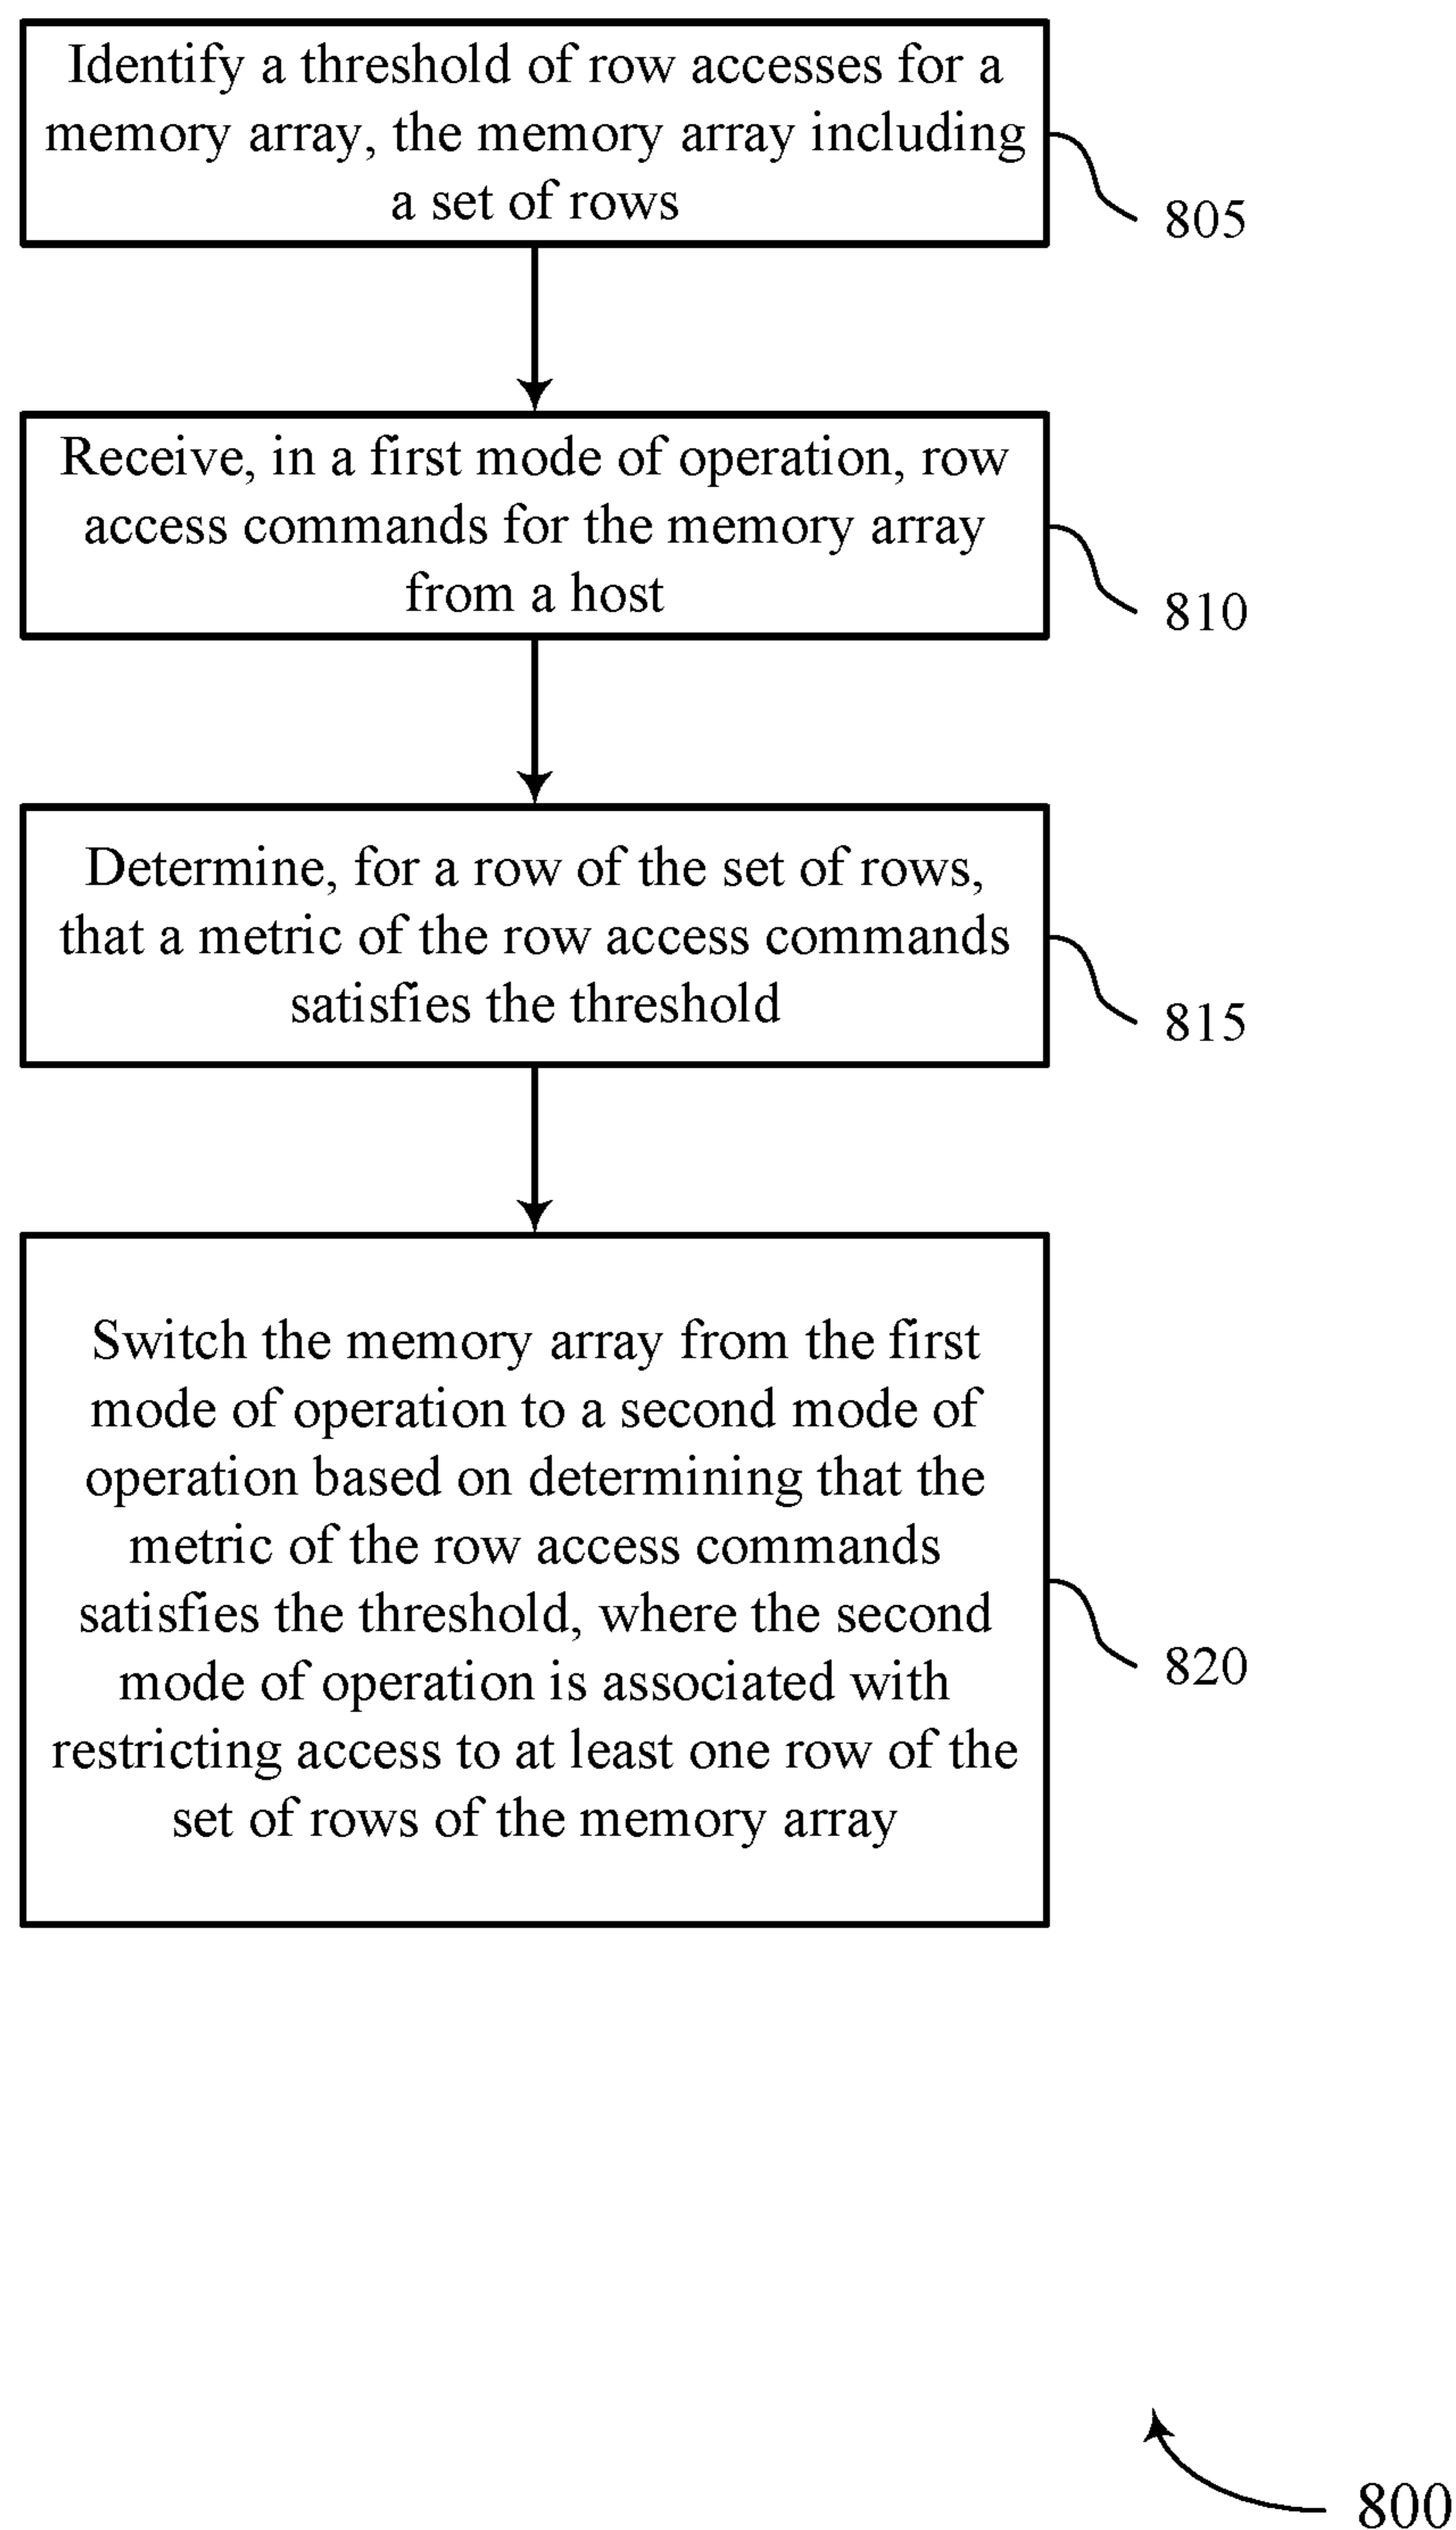 Identify a threshold of row accesses for a
memory array, the memory array including
a set of rows
805
Receive, in a first mode of operation, row
access commands for the memory array
from a host
810
Determine, for a row of the set of rows,
that a metric of the row access commands
satisfies the threshold
815
Switch the memory array from the first
mode of operation to a second mode of
operation based on determining that the
metric of the row access commands
satisfies the threshold, where the second
mode of operation is associated with
restricting access to at least one row of the
set of rows of the memory array
820
800